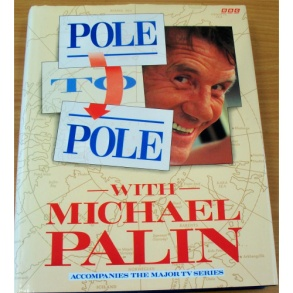 BBC
POLE
TO
POLE
— WITH —
MICHAEL
PALIN
ACCOMPANIES THE MAJOR TV SERIES